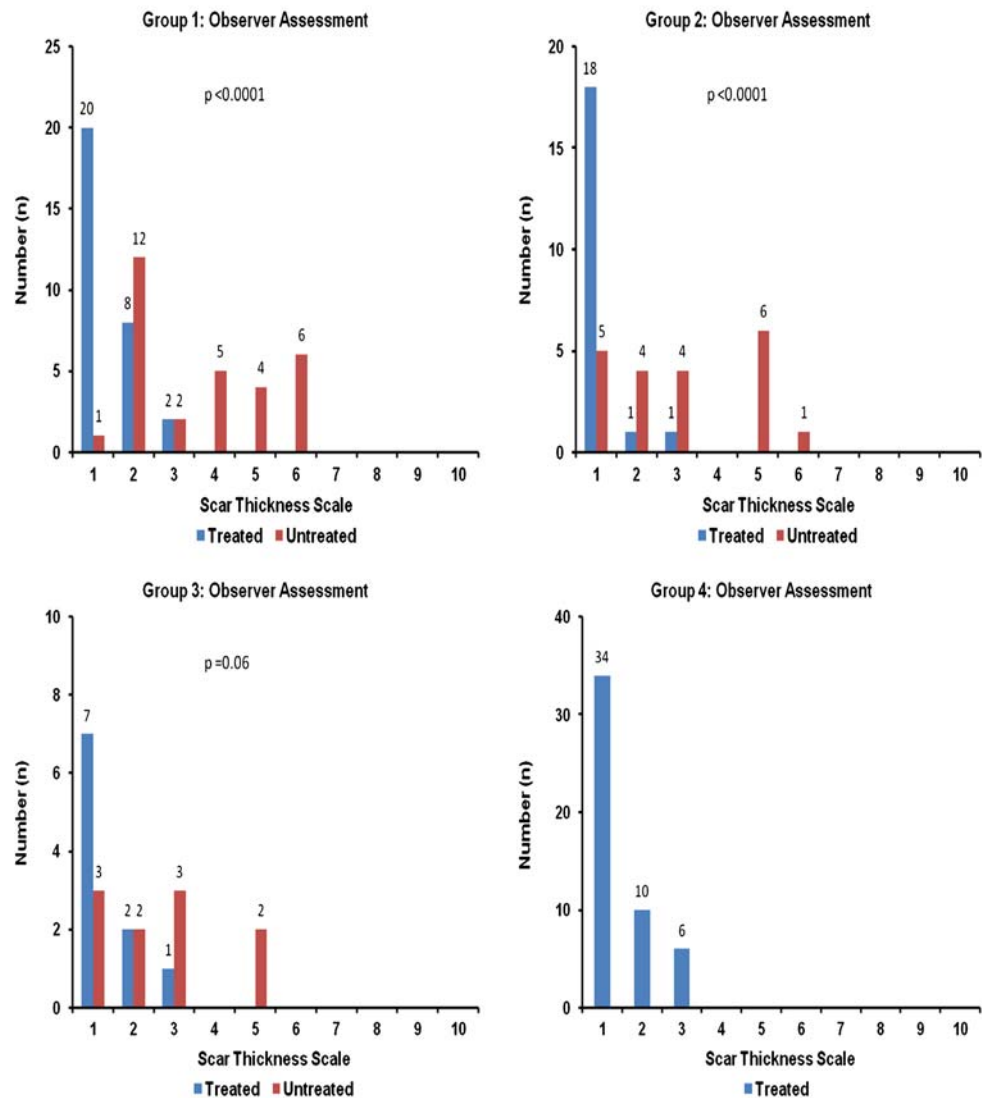 Group 1: Observer Assessment
25
20
15
10
5
0
Number (n)
p <0.0001
20
1
8
12
2 2
5
4
6
1 2 3 4 5 6 7 8 9 10
Scar Thickness Scale
Treated Untreated
Group 2: Observer Assessment
20
15
10
5
0
Number (n)
p <0.0001
18
5
1
4
1
4
6
1
1 2 3 4 5 6 7 8 9 10
Scar Thickness Scale
Treated Untreated
Group 3: Observer Assessment
10
8
6
4
2
0
Number (n)
p =0.06
7
3
2 2
1
3
2
1 2 3 4 5 6 7 8 9 10
Scar Thickness Scale
Treated Untreated
Group 4: Observer Assessment
40
30
20
10
0
Number (n)
34
10
6
1 2 3 4 5 6 7 8 9 10
Scar Thickness Scale
Treated